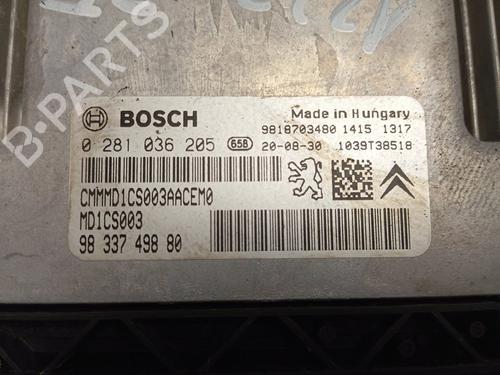 B-PARTS
BOSCH
Made in Hungary
9818703480 1415 1317
0 281 036 205 658 20-08-30 1039T38518
CMMMD1CS003AACEM0
MD1CS003
98 337 498 80